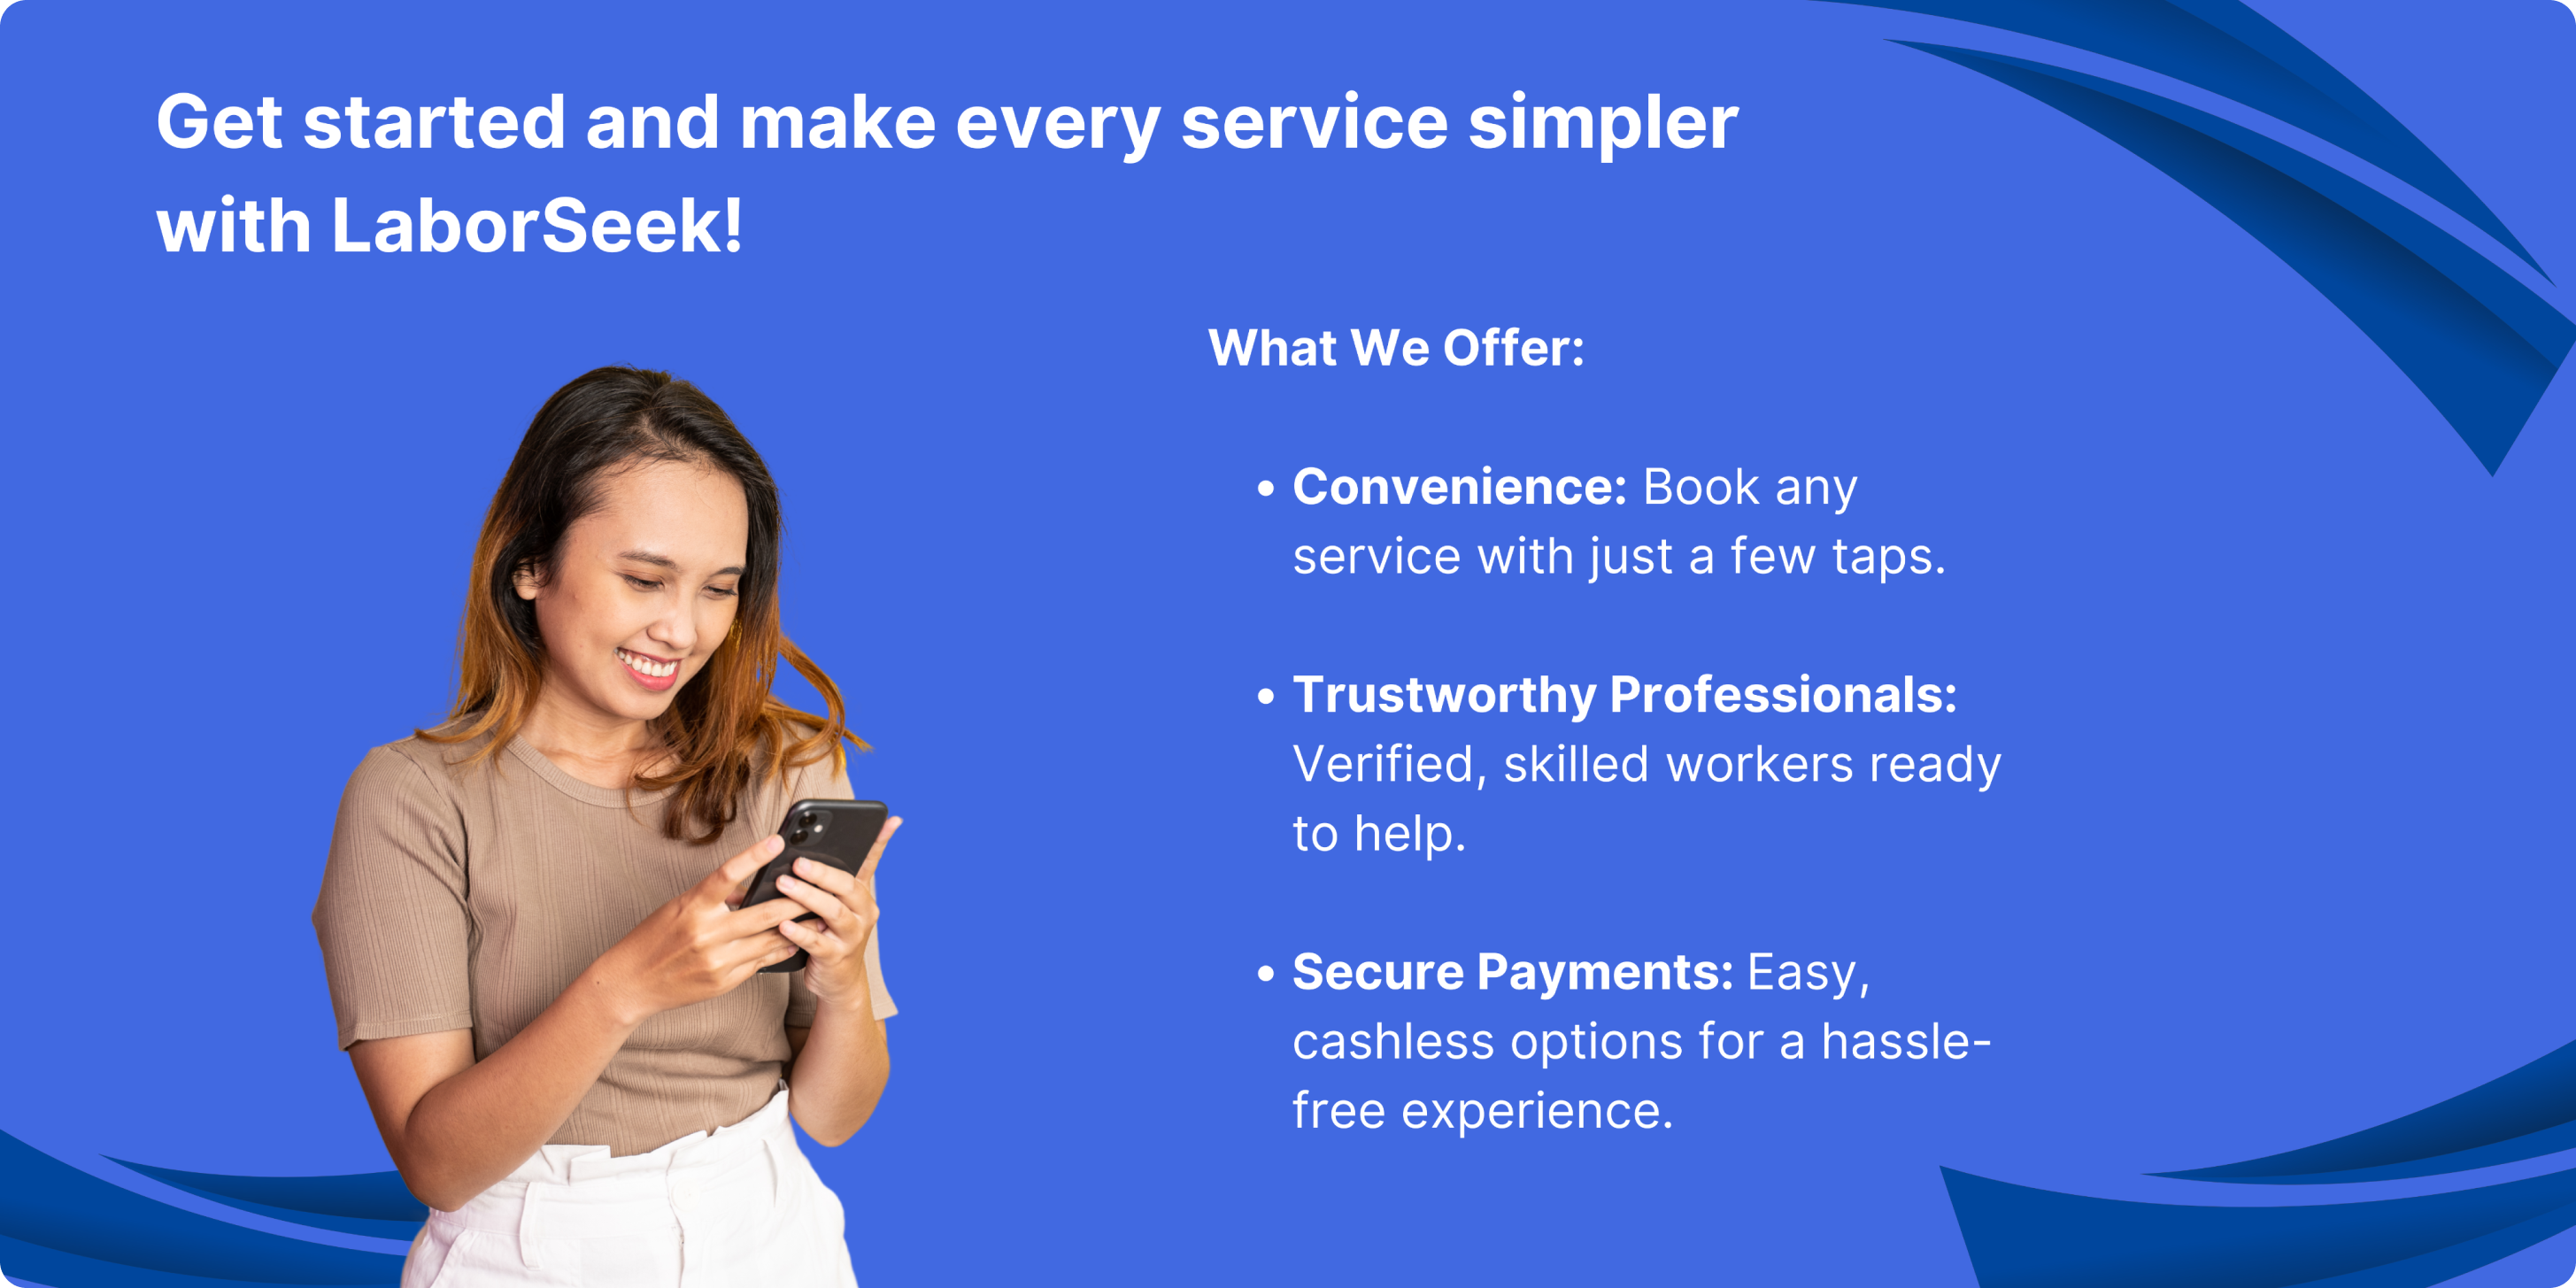 Get started and make every service simpler
with LaborSeek!
What We Offer:
• Convenience: Book any
service with just a few taps.
• Trustworthy Professionals:
Verified, skilled workers ready
to help.
• Secure Payments: Easy,
cashless options for a hassle-
free experience.